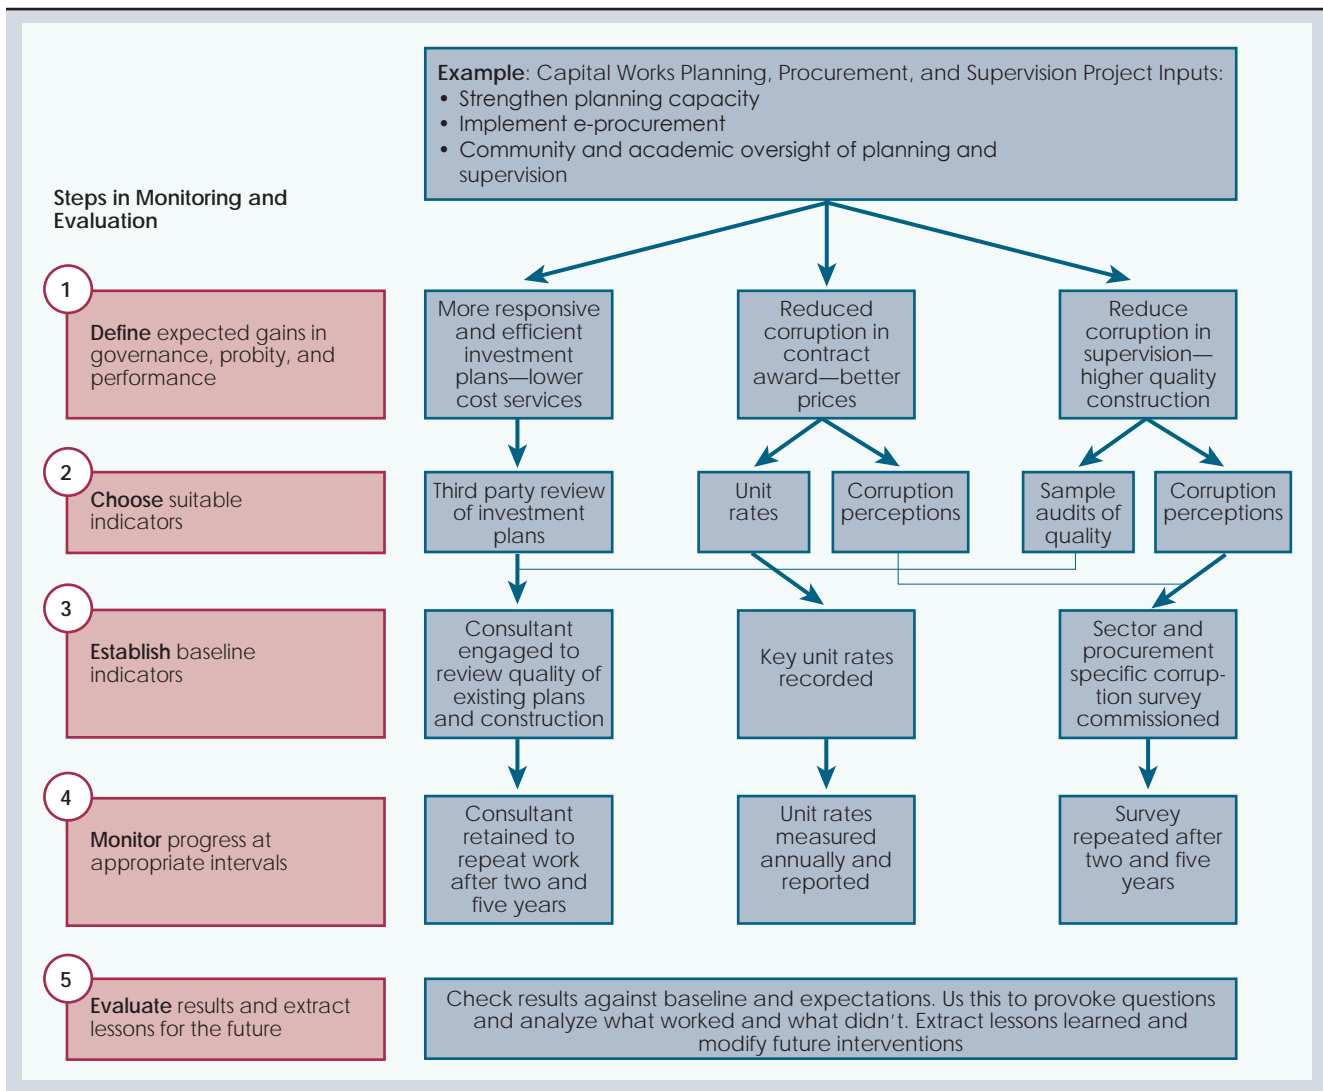 Example: Capital Works Planning, Procurement, and Supervision Project Inputs:
• Strengthen planning capacity
• Implement e-procurement
• Community and academic oversight of planning and
supervision
Steps in Monitoring and
Evaluation
1
Define expected gains in
governance, probity, and
performance
More responsive
and efficient
investment
plans—lower
cost services
Reduced
corruption in
contract
award—better
prices
Reduce
corruption in
supervision—
higher quality
construction
2
Choose suitable
indicators
Third party review
of investment
plans
Unit
rates
Corruption
perceptions
Sample
audits of
quality
Corruption
perceptions
3
Establish baseline
indicators
Consultant
engaged to
review quality of
existing plans
and construction
Key unit rates
recorded
Sector and
procurement
specific corrup-
tion survey
commissioned
4
Monitor progress at
appropriate intervals
Consultant
retained to
repeat work
after two and
five years
Unit rates
measured
annually and
reported
Survey
repeated after
two and five
years
5
Evaluate results and extract
lessons for the future
Check results against baseline and expectations. Us this to provoke questions
and analyze what worked and what didn't. Extract lessons learned and
modify future interventions